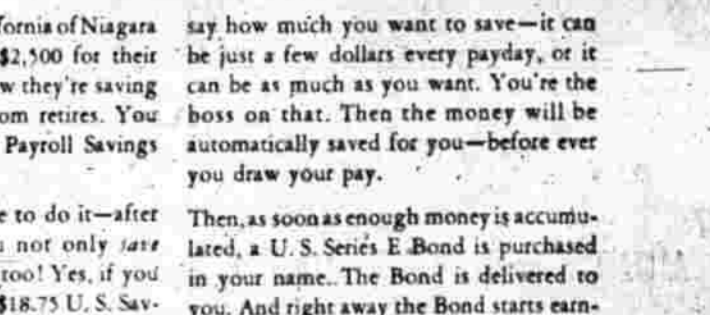 fornia of Niagara
$2,500 for their
w they're saving
om retires. You
Payroll Savings
e to do it—after
not only save
too! Yes, if you
$18.75 U. S. Sav-
say how much you want to save—it can
be just a few dollars every payday, or it
can be as much as you want. You're the
boss on that. Then the money will be
automatically saved for you—before ever
you draw your pay.
Then, as soon as enough money is accumu-
lated, a U. S. Series E Bond is purchased
in your name. The Bond is delivered to
you. And right away the Bond starts earn-